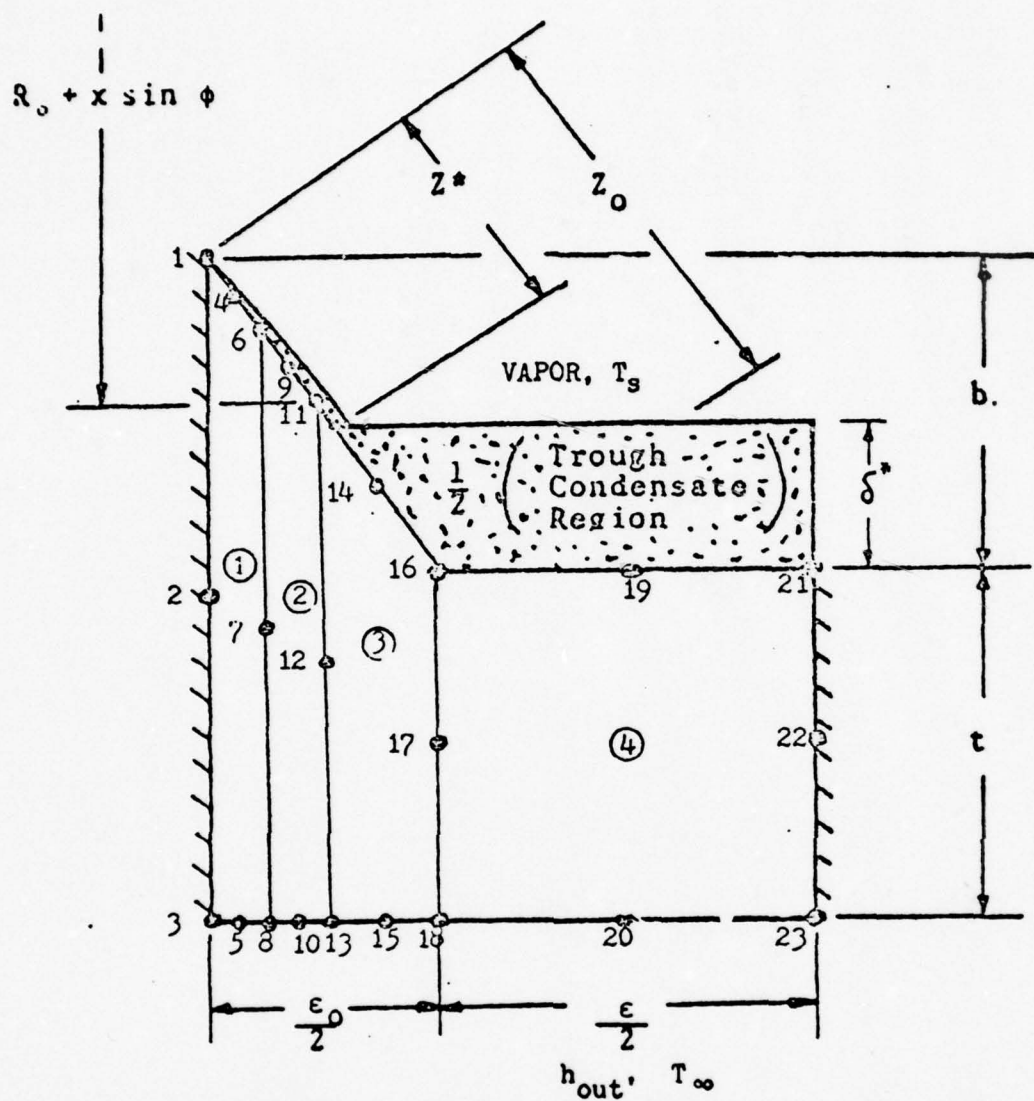 R₀ + x sin ϕ
Z*
Z₀
1
4
6
9
11
VAPOR, Tₛ
b.
14
1/2 (Trough
Condensate
Region)
δ*
16
19
21
①
2
②
7
③
12
17
④
22
t
3
5
8
10
13
15
18
20
23
ε₀/2
ε/2
h_out, T∞